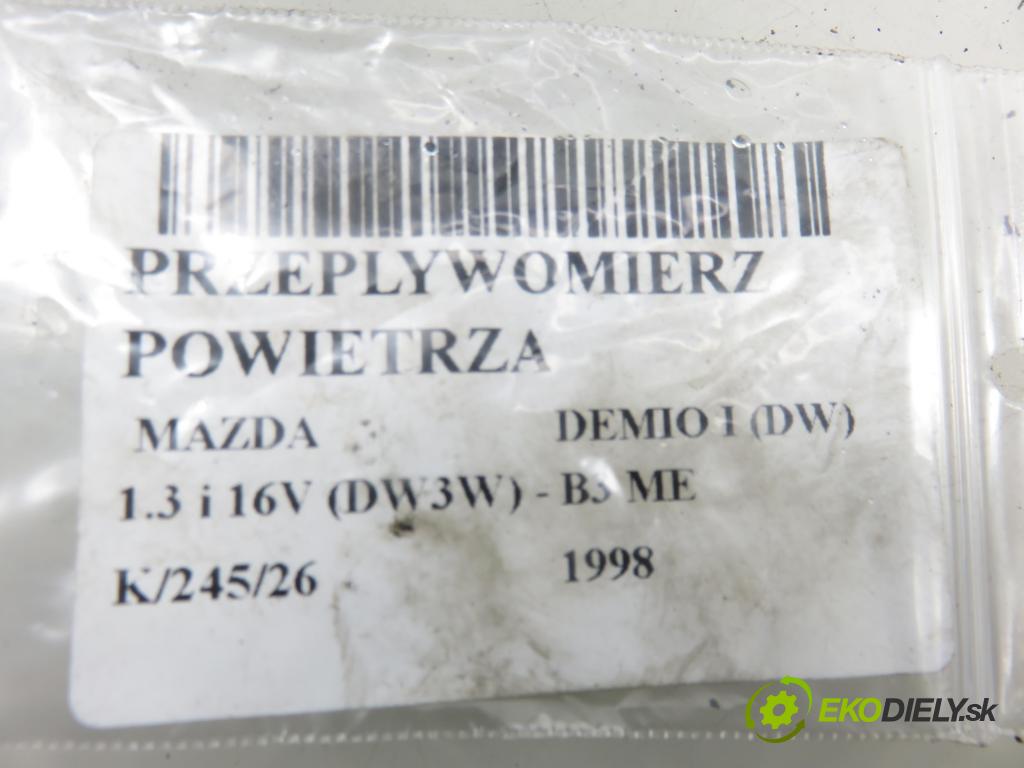 PRZEPLYWOMIERZ
POWIETRZA
MAZDA DEMIO I (DW)
1.3 i 16V (DW3W) - B3 ME
K/245/26 1998
EKODIELY.sk